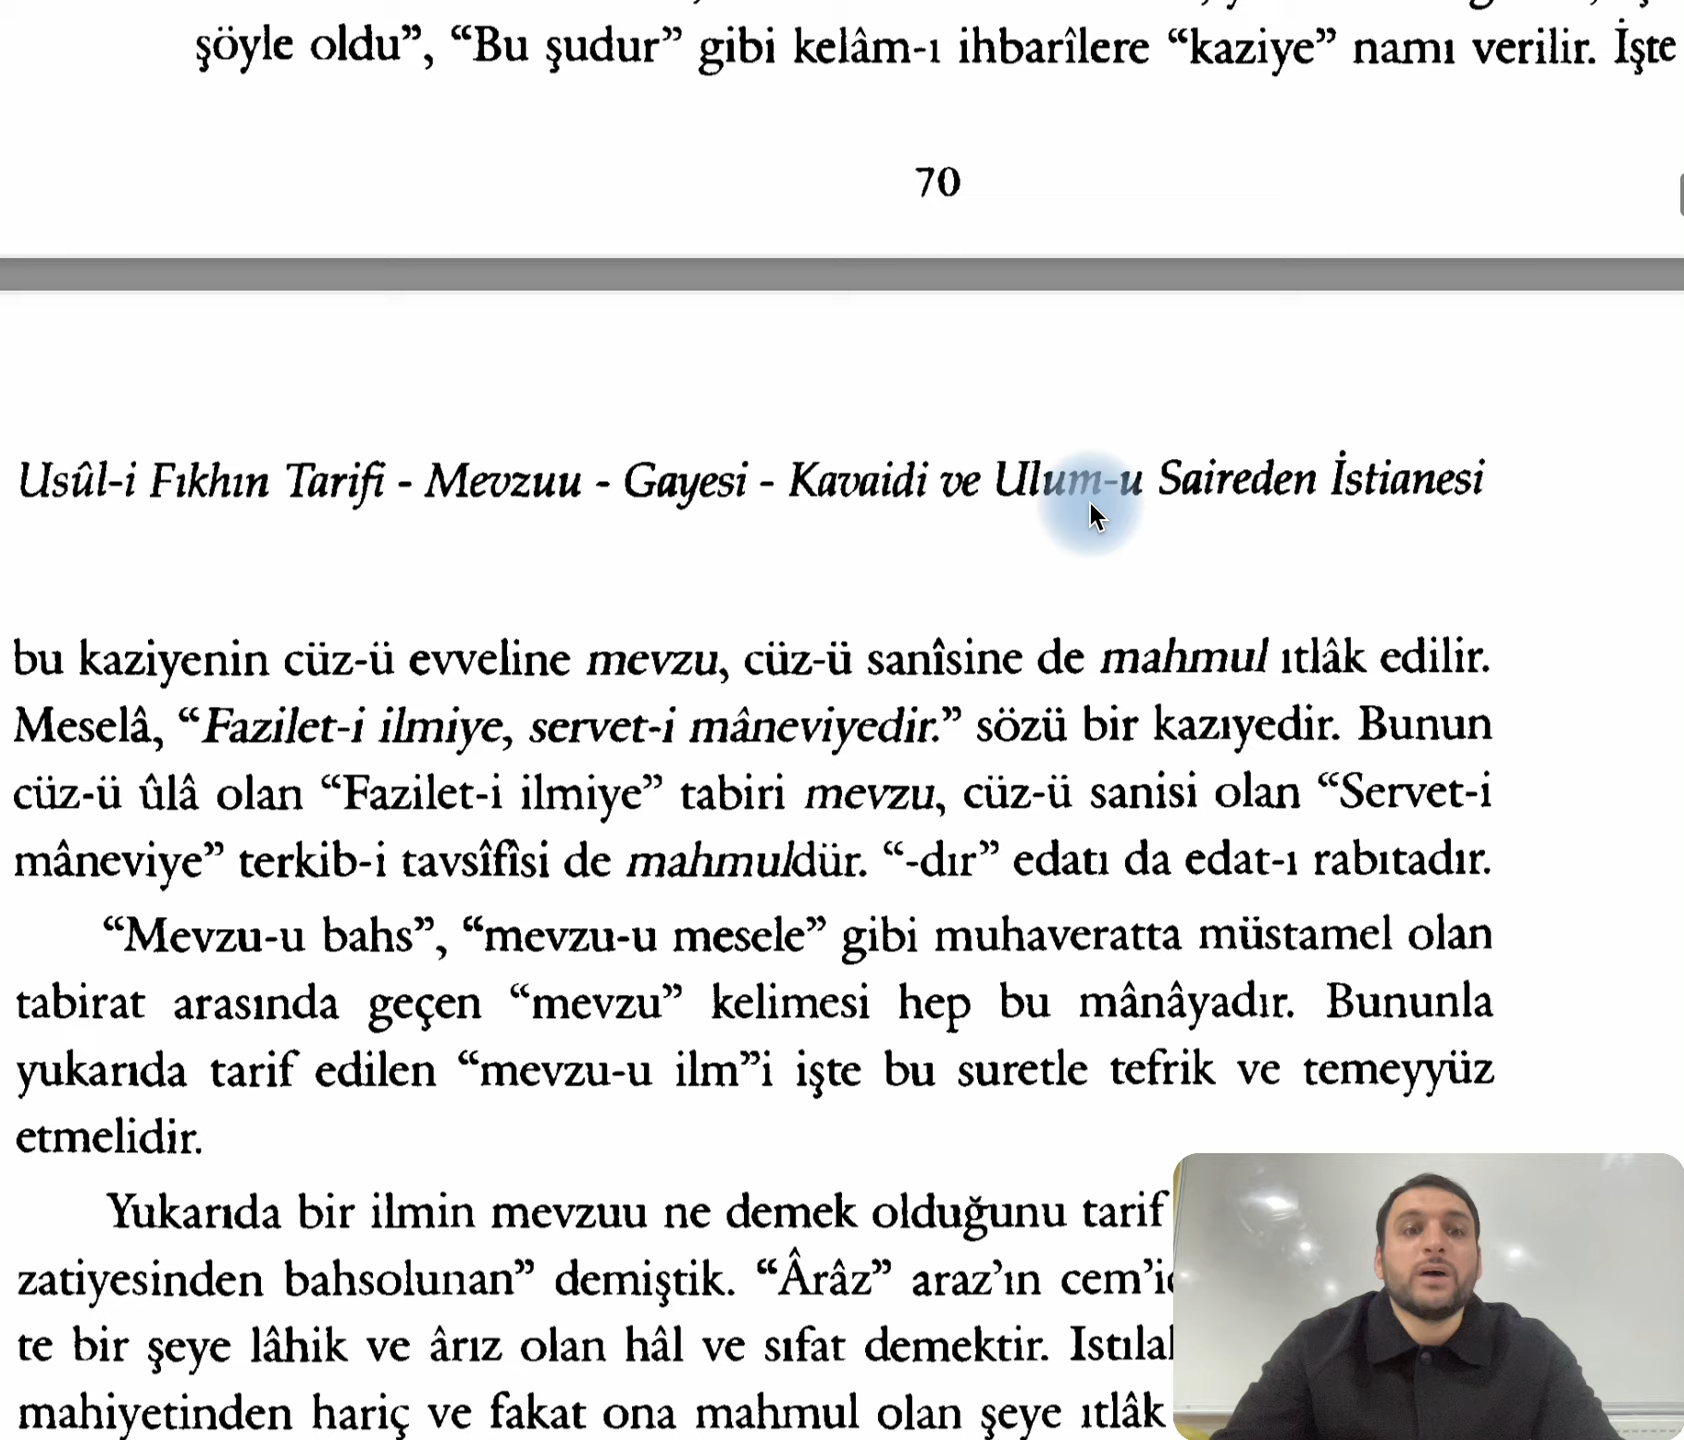 şöyle oldu”, “Bu şudur” gibi kelâm-ı ihbarîlere “kaziye” namı verilir. İşte
70
Usûl-i Fıkhın Tarifi - Mevzuu - Gayesi - Kavaidi ve Ulum-u Saireden İstianesi
bu kaziyenin cüz-ü evveline mevzu, cüz-ü sanîsine de mahmul ıtlâk edilir.
Meselâ, “Fazilet-i ilmiye, servet-i mâneviyedir.” sözü bir kazıyedir. Bunun
cüz-ü ûlâ olan “Fazilet-i ilmiye” tabiri mevzu, cüz-ü sanisi olan “Servet-i
mâneviye” terkib-i tavsîfîsi de mahmuldür. “-dır” edatı da edat-ı rabıtadır.
“Mevzu-u bahs”, “mevzu-u mesele” gibi muhaveratta müstamel olan
tabirat arasında geçen “mevzu” kelimesi hep bu mânâyadır. Bununla
yukarıda tarif edilen “mevzu-u ilm”i işte bu suretle tefrik ve temeyyüz
etmelidir.
Yukarıda bir ilmin mevzuu ne demek olduğunu tarif
zatiyesinden bahsolunan” demiştik. “Ârâz” araz’ın
te bir şeye lâhik ve ârız olan hâl ve sıfat demektir.
mahiyetinden hariç ve fakat ona mahmul olan şeye ıtlâk